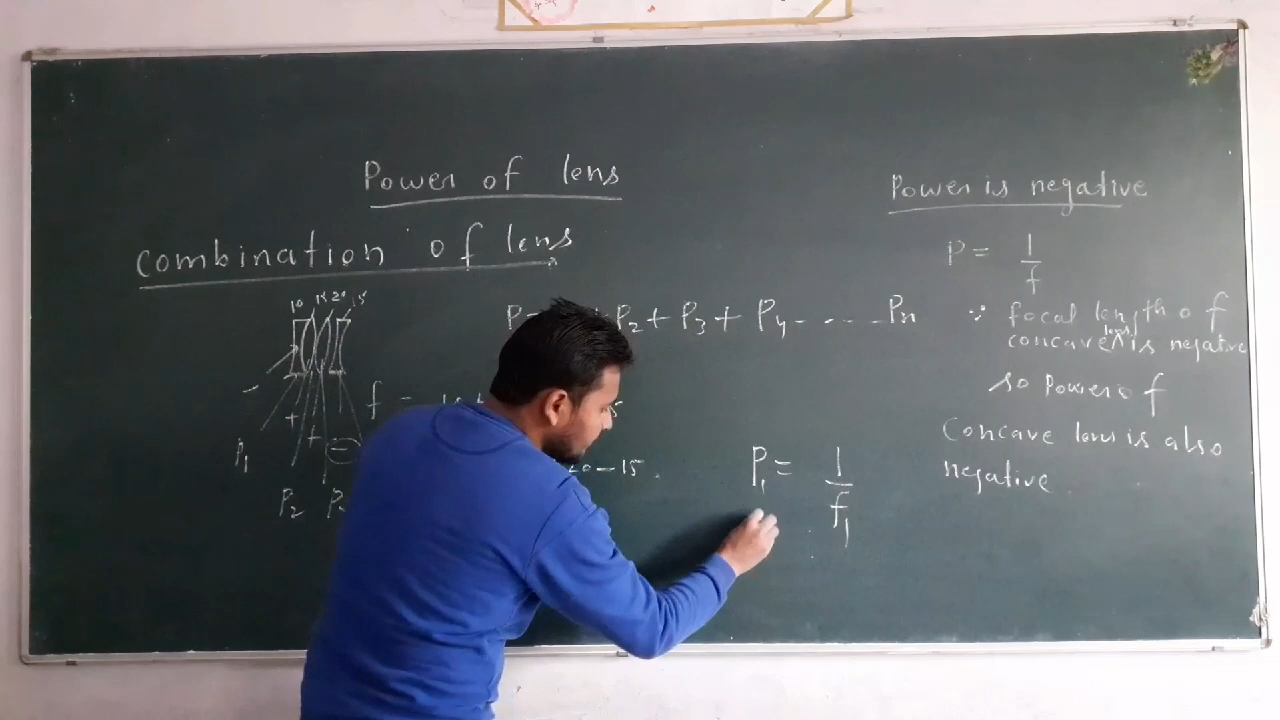 Power of lens
combination of lens
10 15 20 15
P P2 + P3 + P4 ---- Pn
f =
-
+
+
-
P1
P2
-15.
P1 = 1/f1
Power is negative
P = 1/f
∵ focal length of
concave lens is negative
so Power of
Concave lens is also
negative